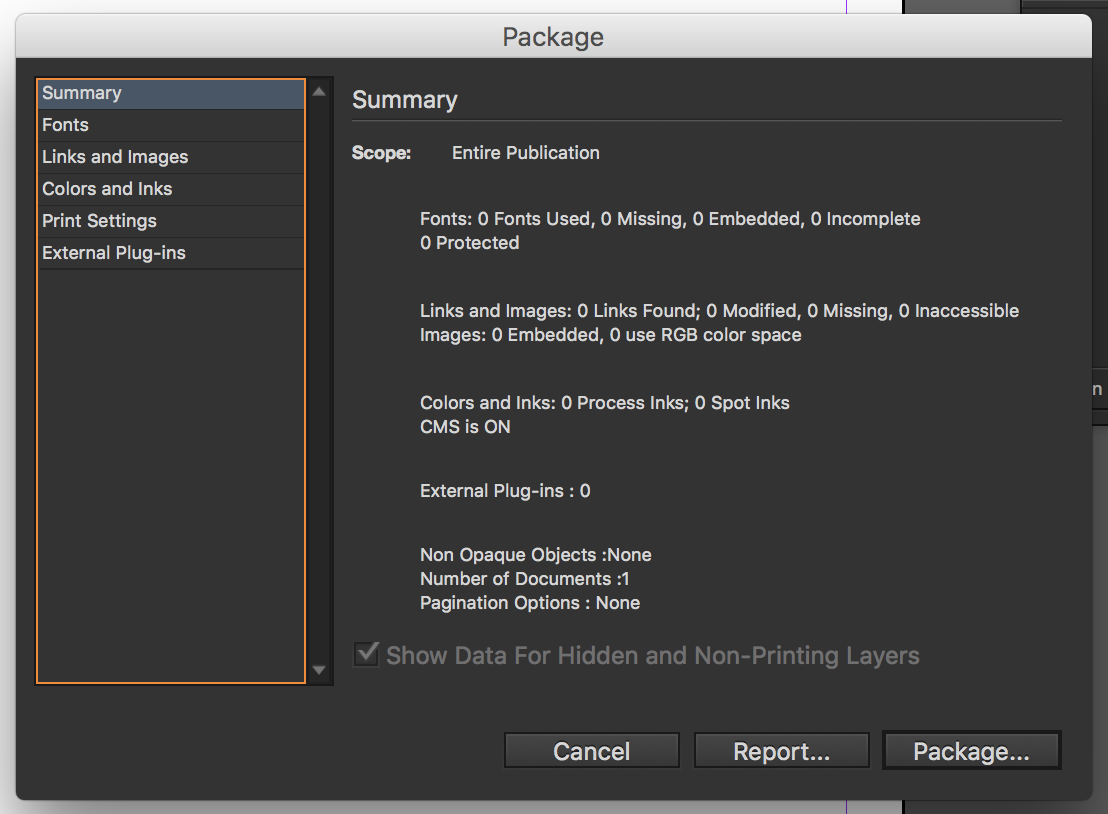 Package
Summary
Fonts
Links and Images
Colors and Inks
Print Settings
External Plug-ins
Summary
Scope: Entire Publication
Fonts: 0 Fonts Used, 0 Missing, 0 Embedded, 0 Incomplete
0 Protected
Links and Images: 0 Links Found; 0 Modified, 0 Missing, 0 Inaccessible
Images: 0 Embedded, 0 use RGB color space
Colors and Inks: 0 Process Inks; 0 Spot Inks
CMS is ON
External Plug-ins : 0
Non Opaque Objects :None
Number of Documents :1
Pagination Options : None
Show Data For Hidden and Non-Printing Layers
Cancel Report... Package...